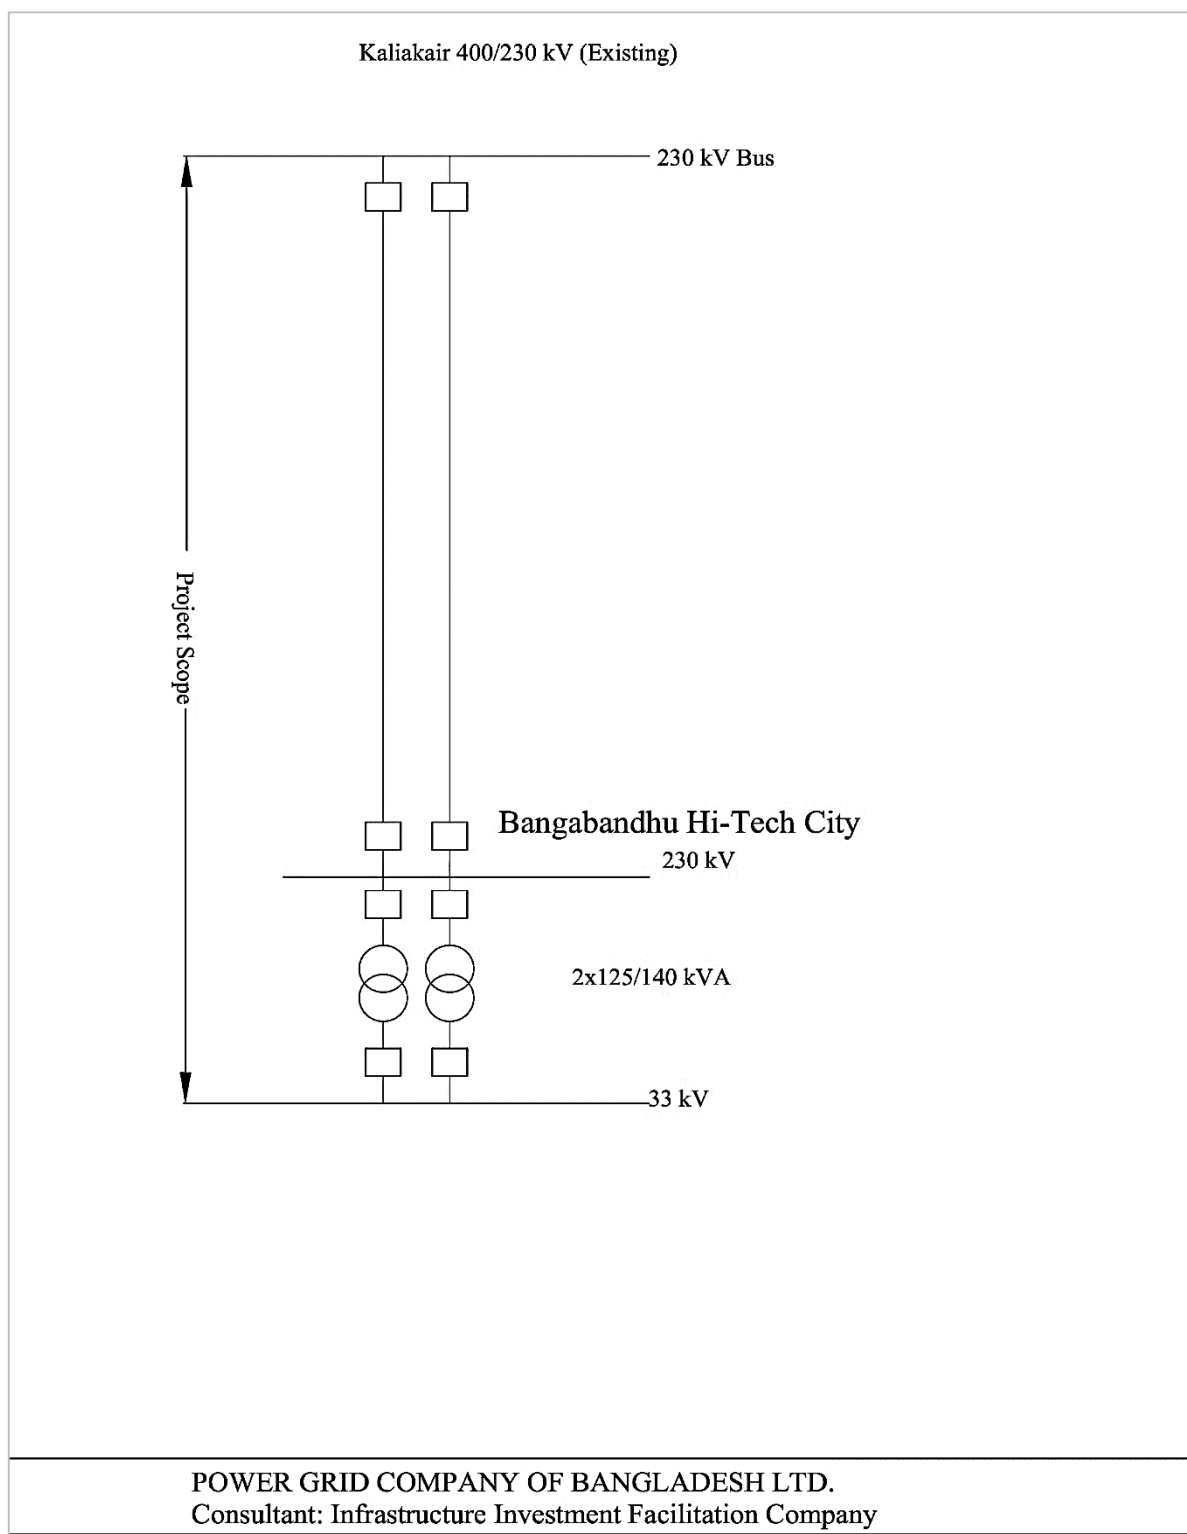 Kaliakair 400/230 kV (Existing)
230 kV Bus
Project Scope
Bangabandhu Hi-Tech City
230 kV
2x125/140 kVA
33 kV
POWER GRID COMPANY OF BANGLADESH LTD.
Consultant: Infrastructure Investment Facilitation Company